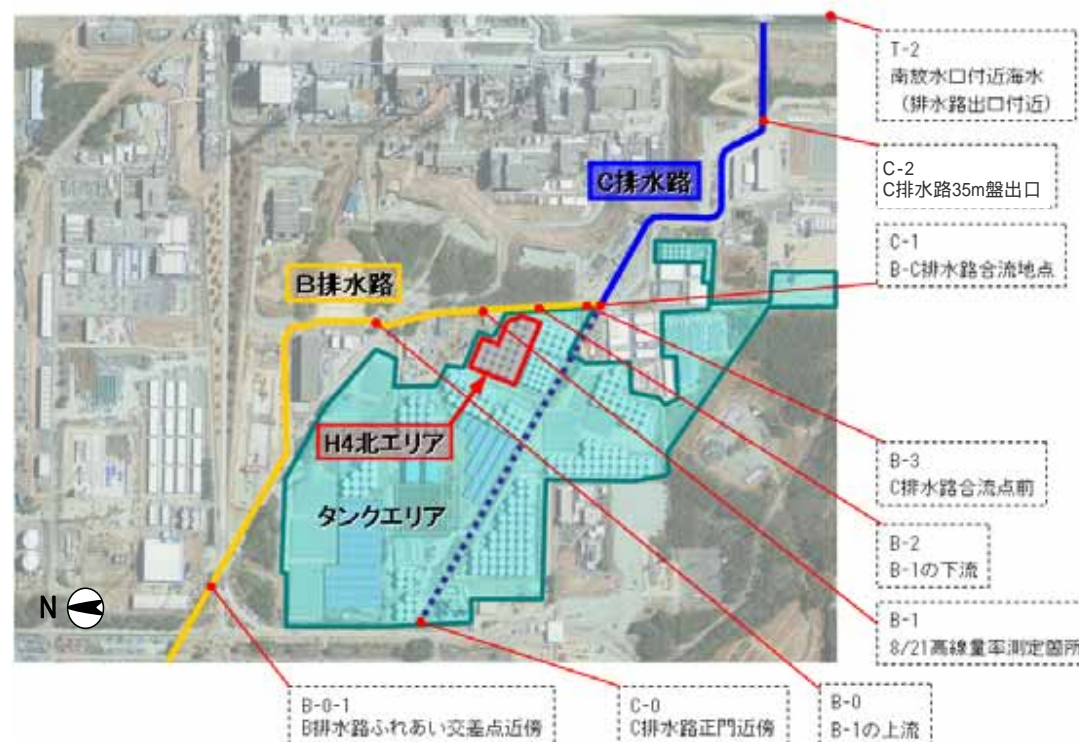 T-2
南放水口付近海水
（排水路出口付近）
C排水路
C-2
C排水路35m盤出口
C-1
B-C排水路合流地点
B排水路
H4北エリア
タンクエリア
B-3
C排水路合流点前
B-2
B-1の下流
N
B-1
8/21高線量率測定箇所
B-0-1
B排水路ふれあい交差点近傍
C-0
C排水路正門近傍
B-0
B-1の上流